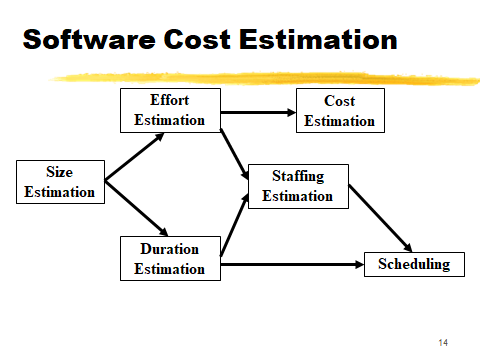 Software Cost Estimation
Effort
Estimation
Cost
Estimation
Size
Estimation
Staffing
Estimation
Duration
Estimation
Scheduling
14